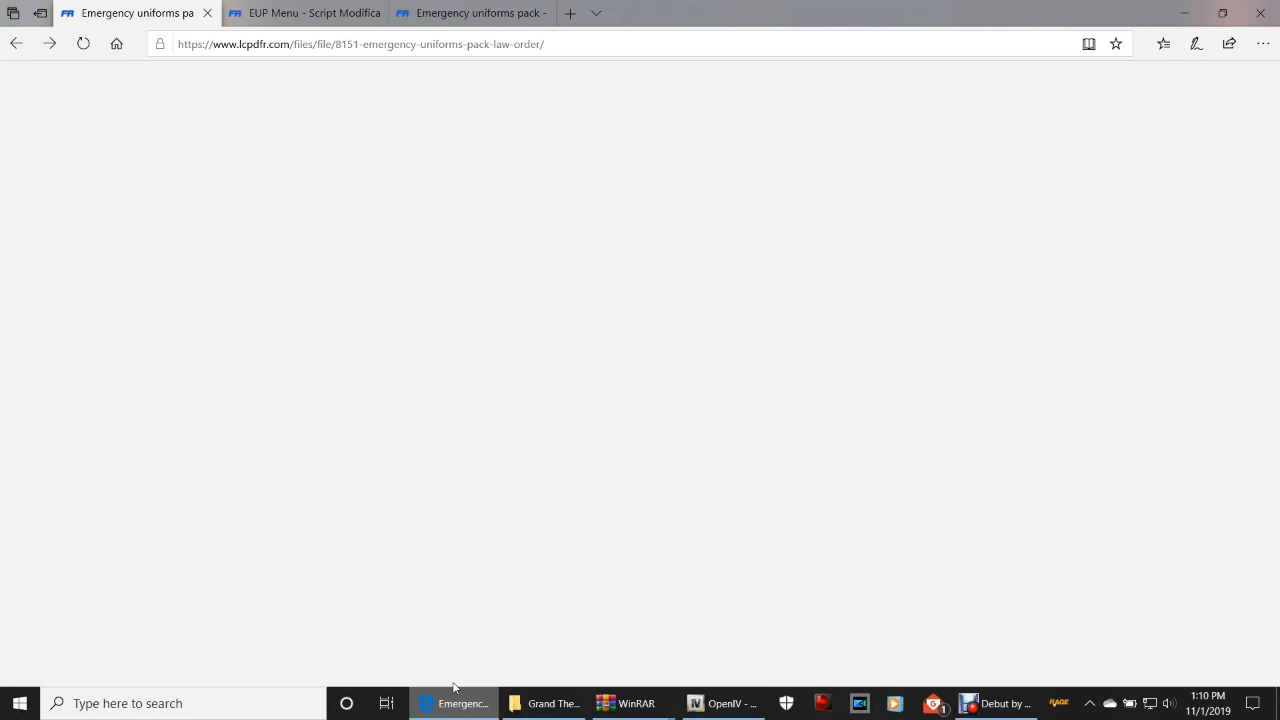 Emergency uniforms pa
EUP Menu - Script Modifica
Emergency uniforms pack -
https://www.lcpdfr.com/files/file/8151-emergency-uniforms-pack-law-order/
Type here to search
Emergenc...
Grand The...
WinRAR
OpenIV - ...
Debut by ...
RAGE
1:10 PM
11/1/2019